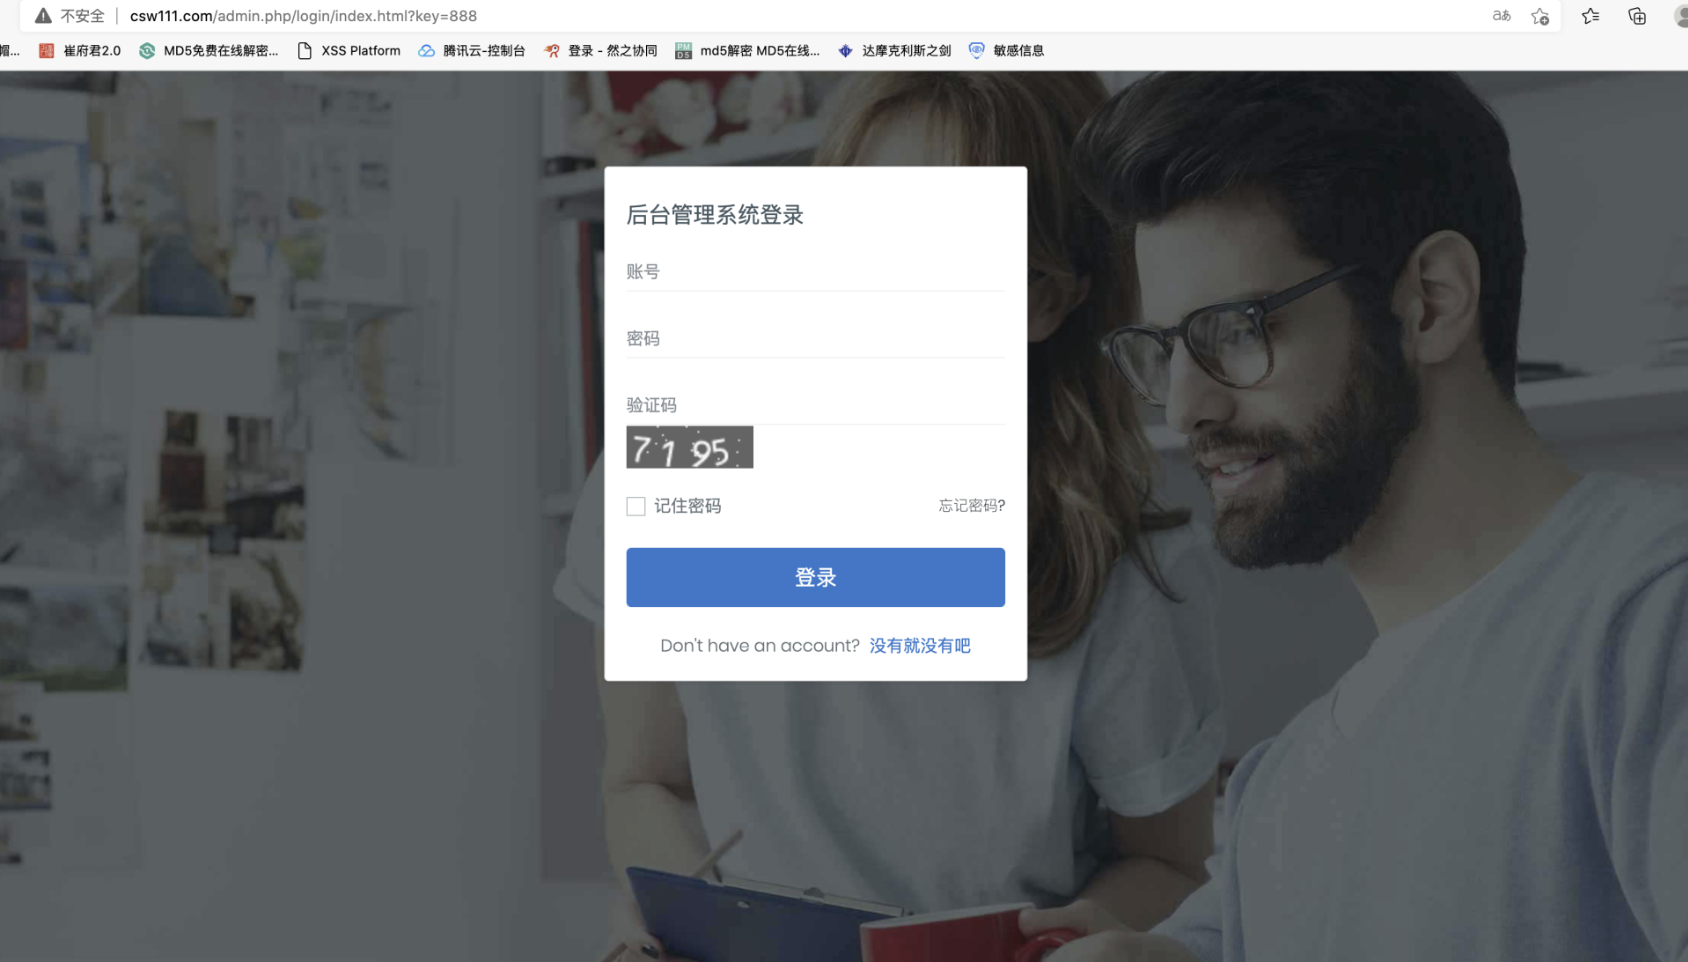 不安全 csw111.com/admin.php/login/index.html?key=888 aあ
帽... 崔府君2.0 MD5免费在线解密... XSS Platform 腾讯云-控制台 登录 - 然之协同 md5解密 MD5在线... 达摩克利斯之剑 敏感信息
后台管理系统登录
账号
密码
验证码
7195
记住密码 忘记密码?
登录
Don't have an account? 没有就没有吧